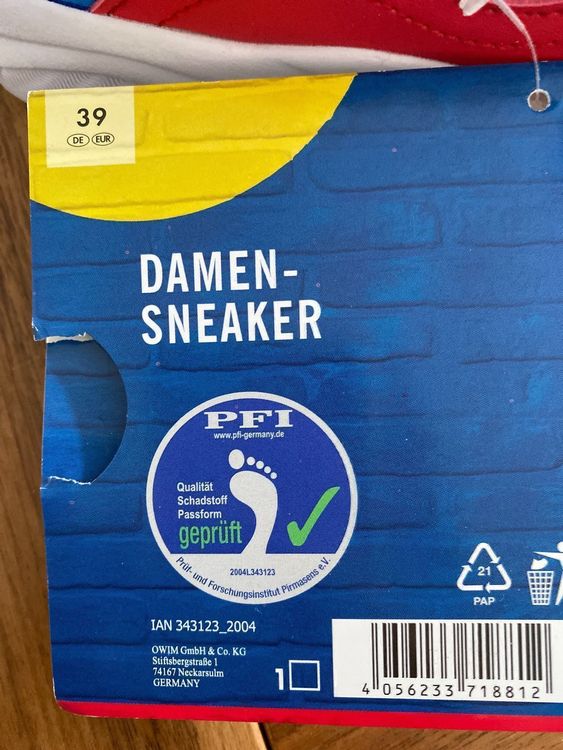 39
DE EUR
DAMEN-
SNEAKER
PFI
www.pfi-germany.de
Qualität
Schadstoff
Passform
geprüft
2004L343123
Prüf- und Forschungsinstitut Pirmasens e.V.
21
PAP
IAN 343123_2004
OWIM GmbH & Co. KG
Stiftsbergstraße 1
74167 Neckarsulm
GERMANY
1
4 056233 718812